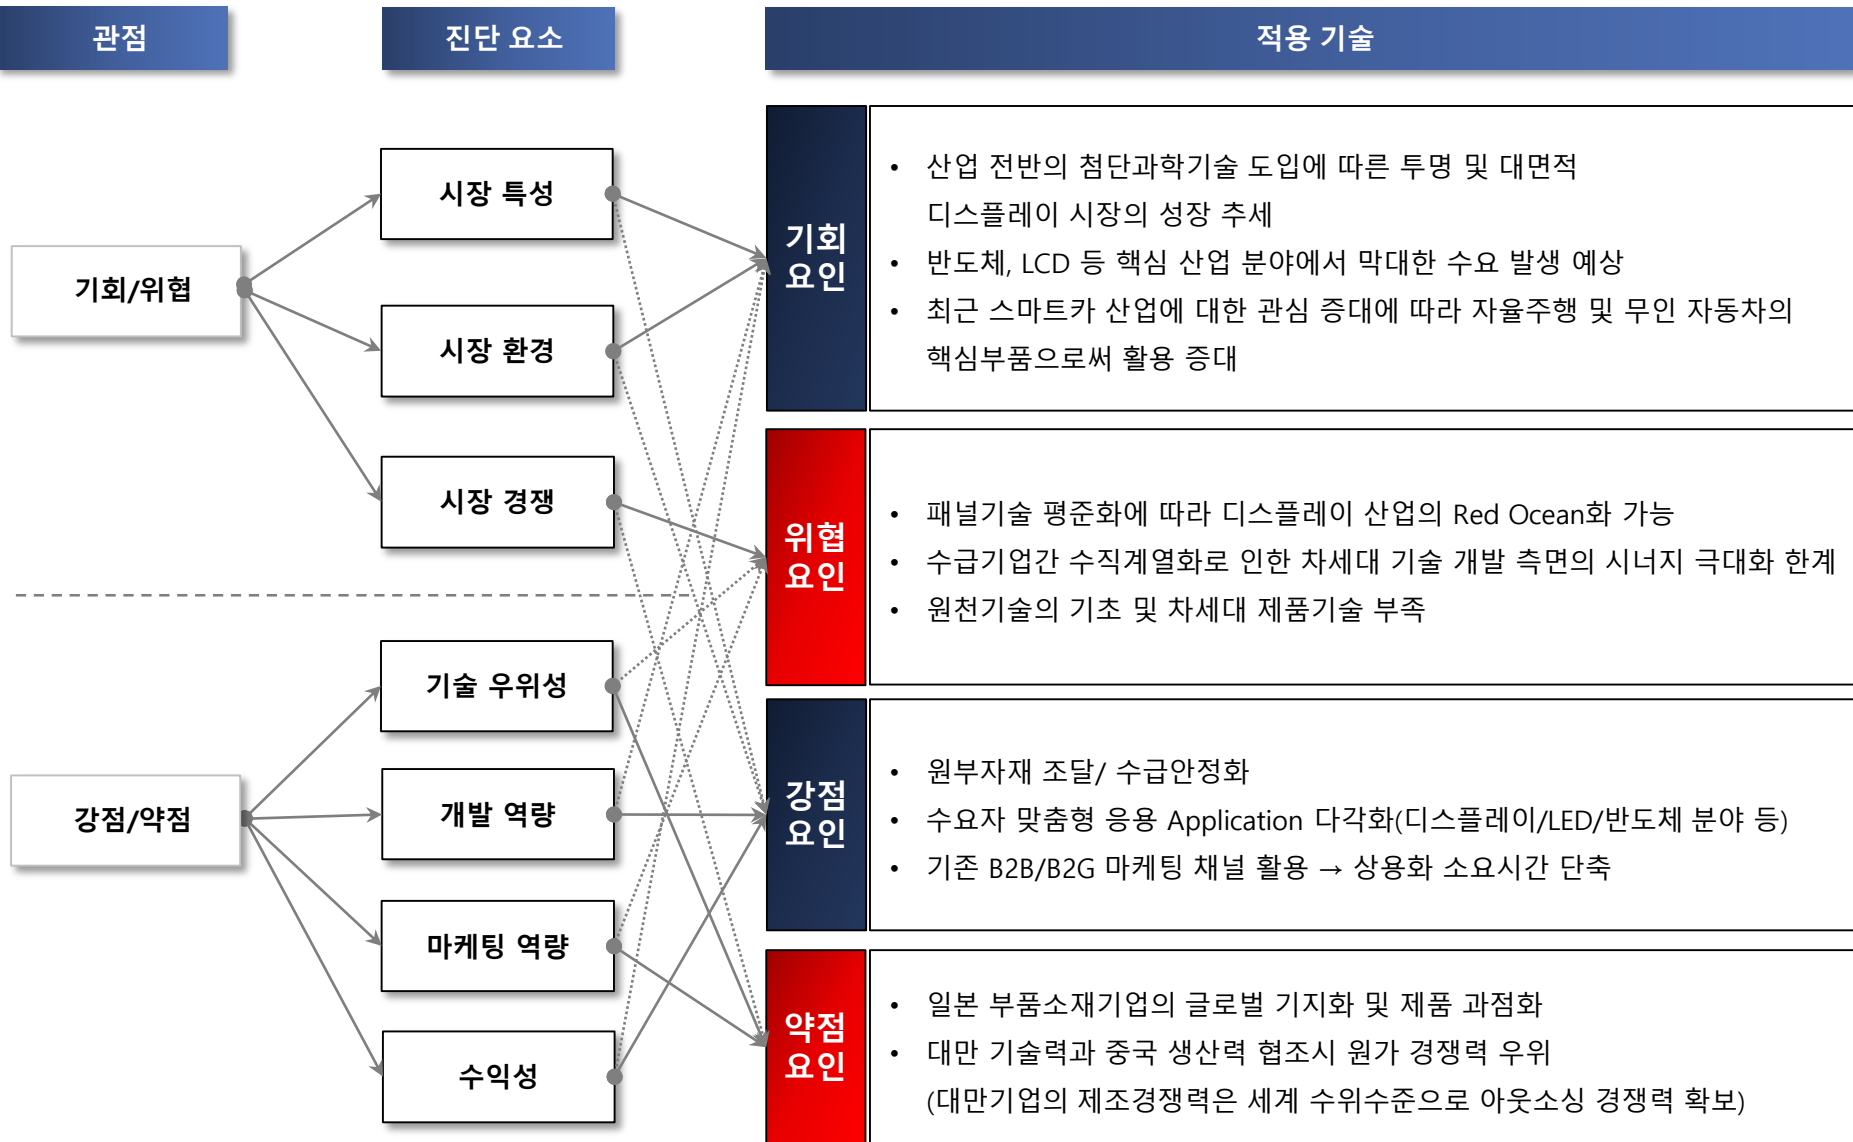 관점
진단 요소
적용 기술
기회/위협
시장 특성
시장 환경
시장 경쟁
강점/약점
기술 우위성
개발 역량
마케팅 역량
수익성
기회
요인
• 산업 전반의 첨단과학기술 도입에 따른 투명 및 대면적
디스플레이 시장의 성장 추세
• 반도체, LCD 등 핵심 산업 분야에서 막대한 수요 발생 예상
• 최근 스마트카 산업에 대한 관심 증대에 따라 자율주행 및 무인 자동차의
핵심부품으로써 활용 증대
위협
요인
• 패널기술 평준화에 따라 디스플레이 산업의 Red Ocean화 가능
• 수급기업간 수직계열화로 인한 차세대 기술 개발 측면의 시너지 극대화 한계
• 원천기술의 기초 및 차세대 제품기술 부족
강점
요인
• 원부자재 조달/ 수급안정화
• 수요자 맞춤형 응용 Application 다각화(디스플레이/LED/반도체 분야 등)
• 기존 B2B/B2G 마케팅 채널 활용 → 상용화 소요시간 단축
약점
요인
• 일본 부품소재기업의 글로벌 기지화 및 제품 과점화
• 대만 기술력과 중국 생산력 협조시 원가 경쟁력 우위
(대만기업의 제조경쟁력은 세계 수위수준으로 아웃소싱 경쟁력 확보)